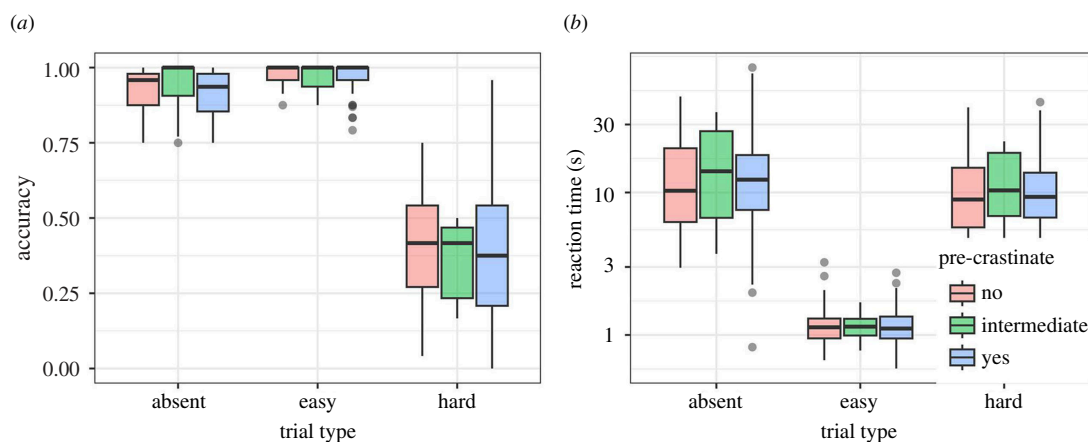 (a)
accuracy
1.00
0.75
0.50
0.25
0.00
absent easy hard
trial type
(b)
reaction time (s)
30
10
3
1
absent easy hard
trial type
pre-crastinate
no
intermediate
yes